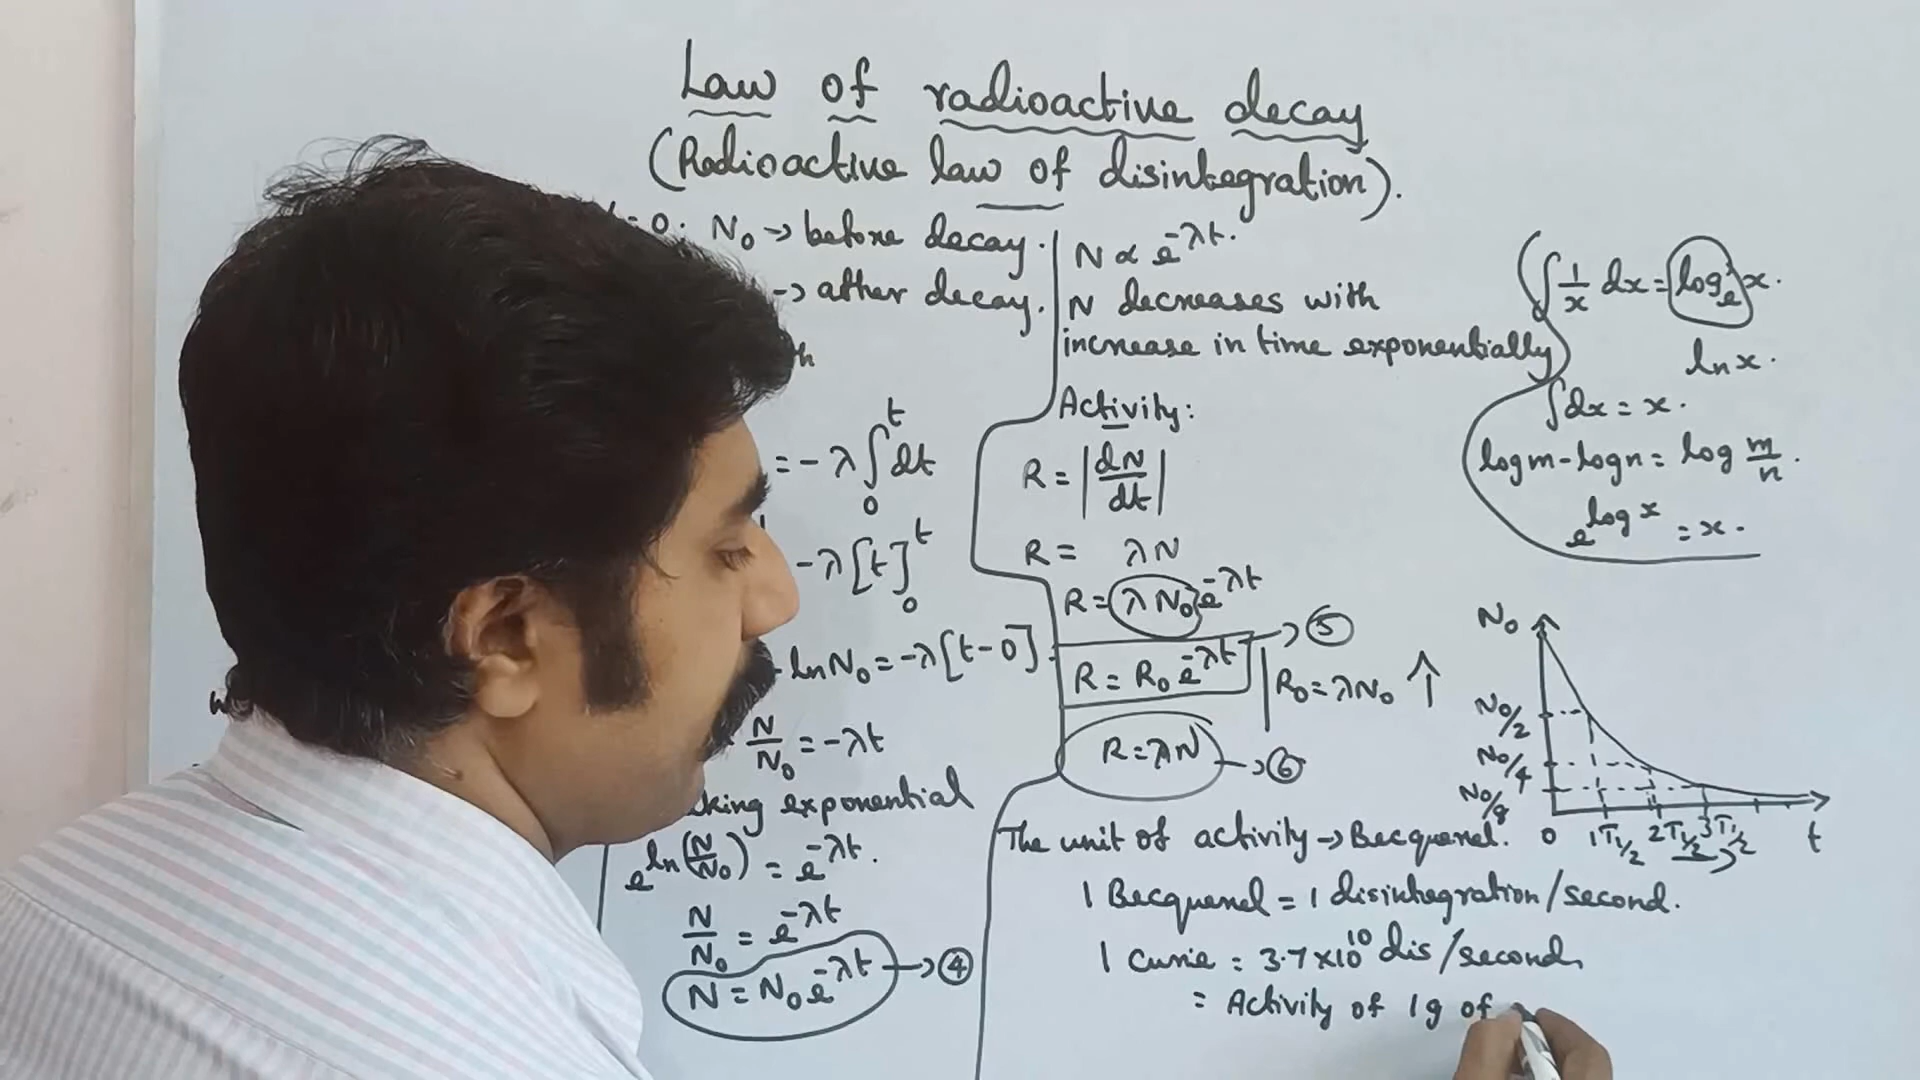 Law of radioactive decay
(Radioactive law of disintegration).
= 0: N₀ → before decay.
→ after decay.
= -λ∫₀ᵗ dt
-λ[t]₀ᵗ
- ln N₀ = -λ[t-0]
N/N₀ = -λt
king exponential
e^ln(N/N₀) = e^-λt.
N/N₀ = e^-λt
N = N₀e^-λt → ④
N ∝ e^-λt.
N decreases with
increase in time exponentially
Activity:
R = |dN/dt|
R = λN
R = λN₀e^-λt
R = R₀e^-λt → ⑤
R₀ = λN₀ ↑
R = λN → ⑥
The unit of activity → Becquerel.
1 Becquerel = 1 disintegration/second.
1 Curie = 3.7×10¹⁰ dis/second
= Activity of 1g of
∫1/x dx = logₑx.
ln x.
∫dx = x.
log m - log n = log m/n.
e^log x = x.
N₀
N₀/2
N₀/4
N₀/8
0 1T1/2 2T1/2 3T1/2 t